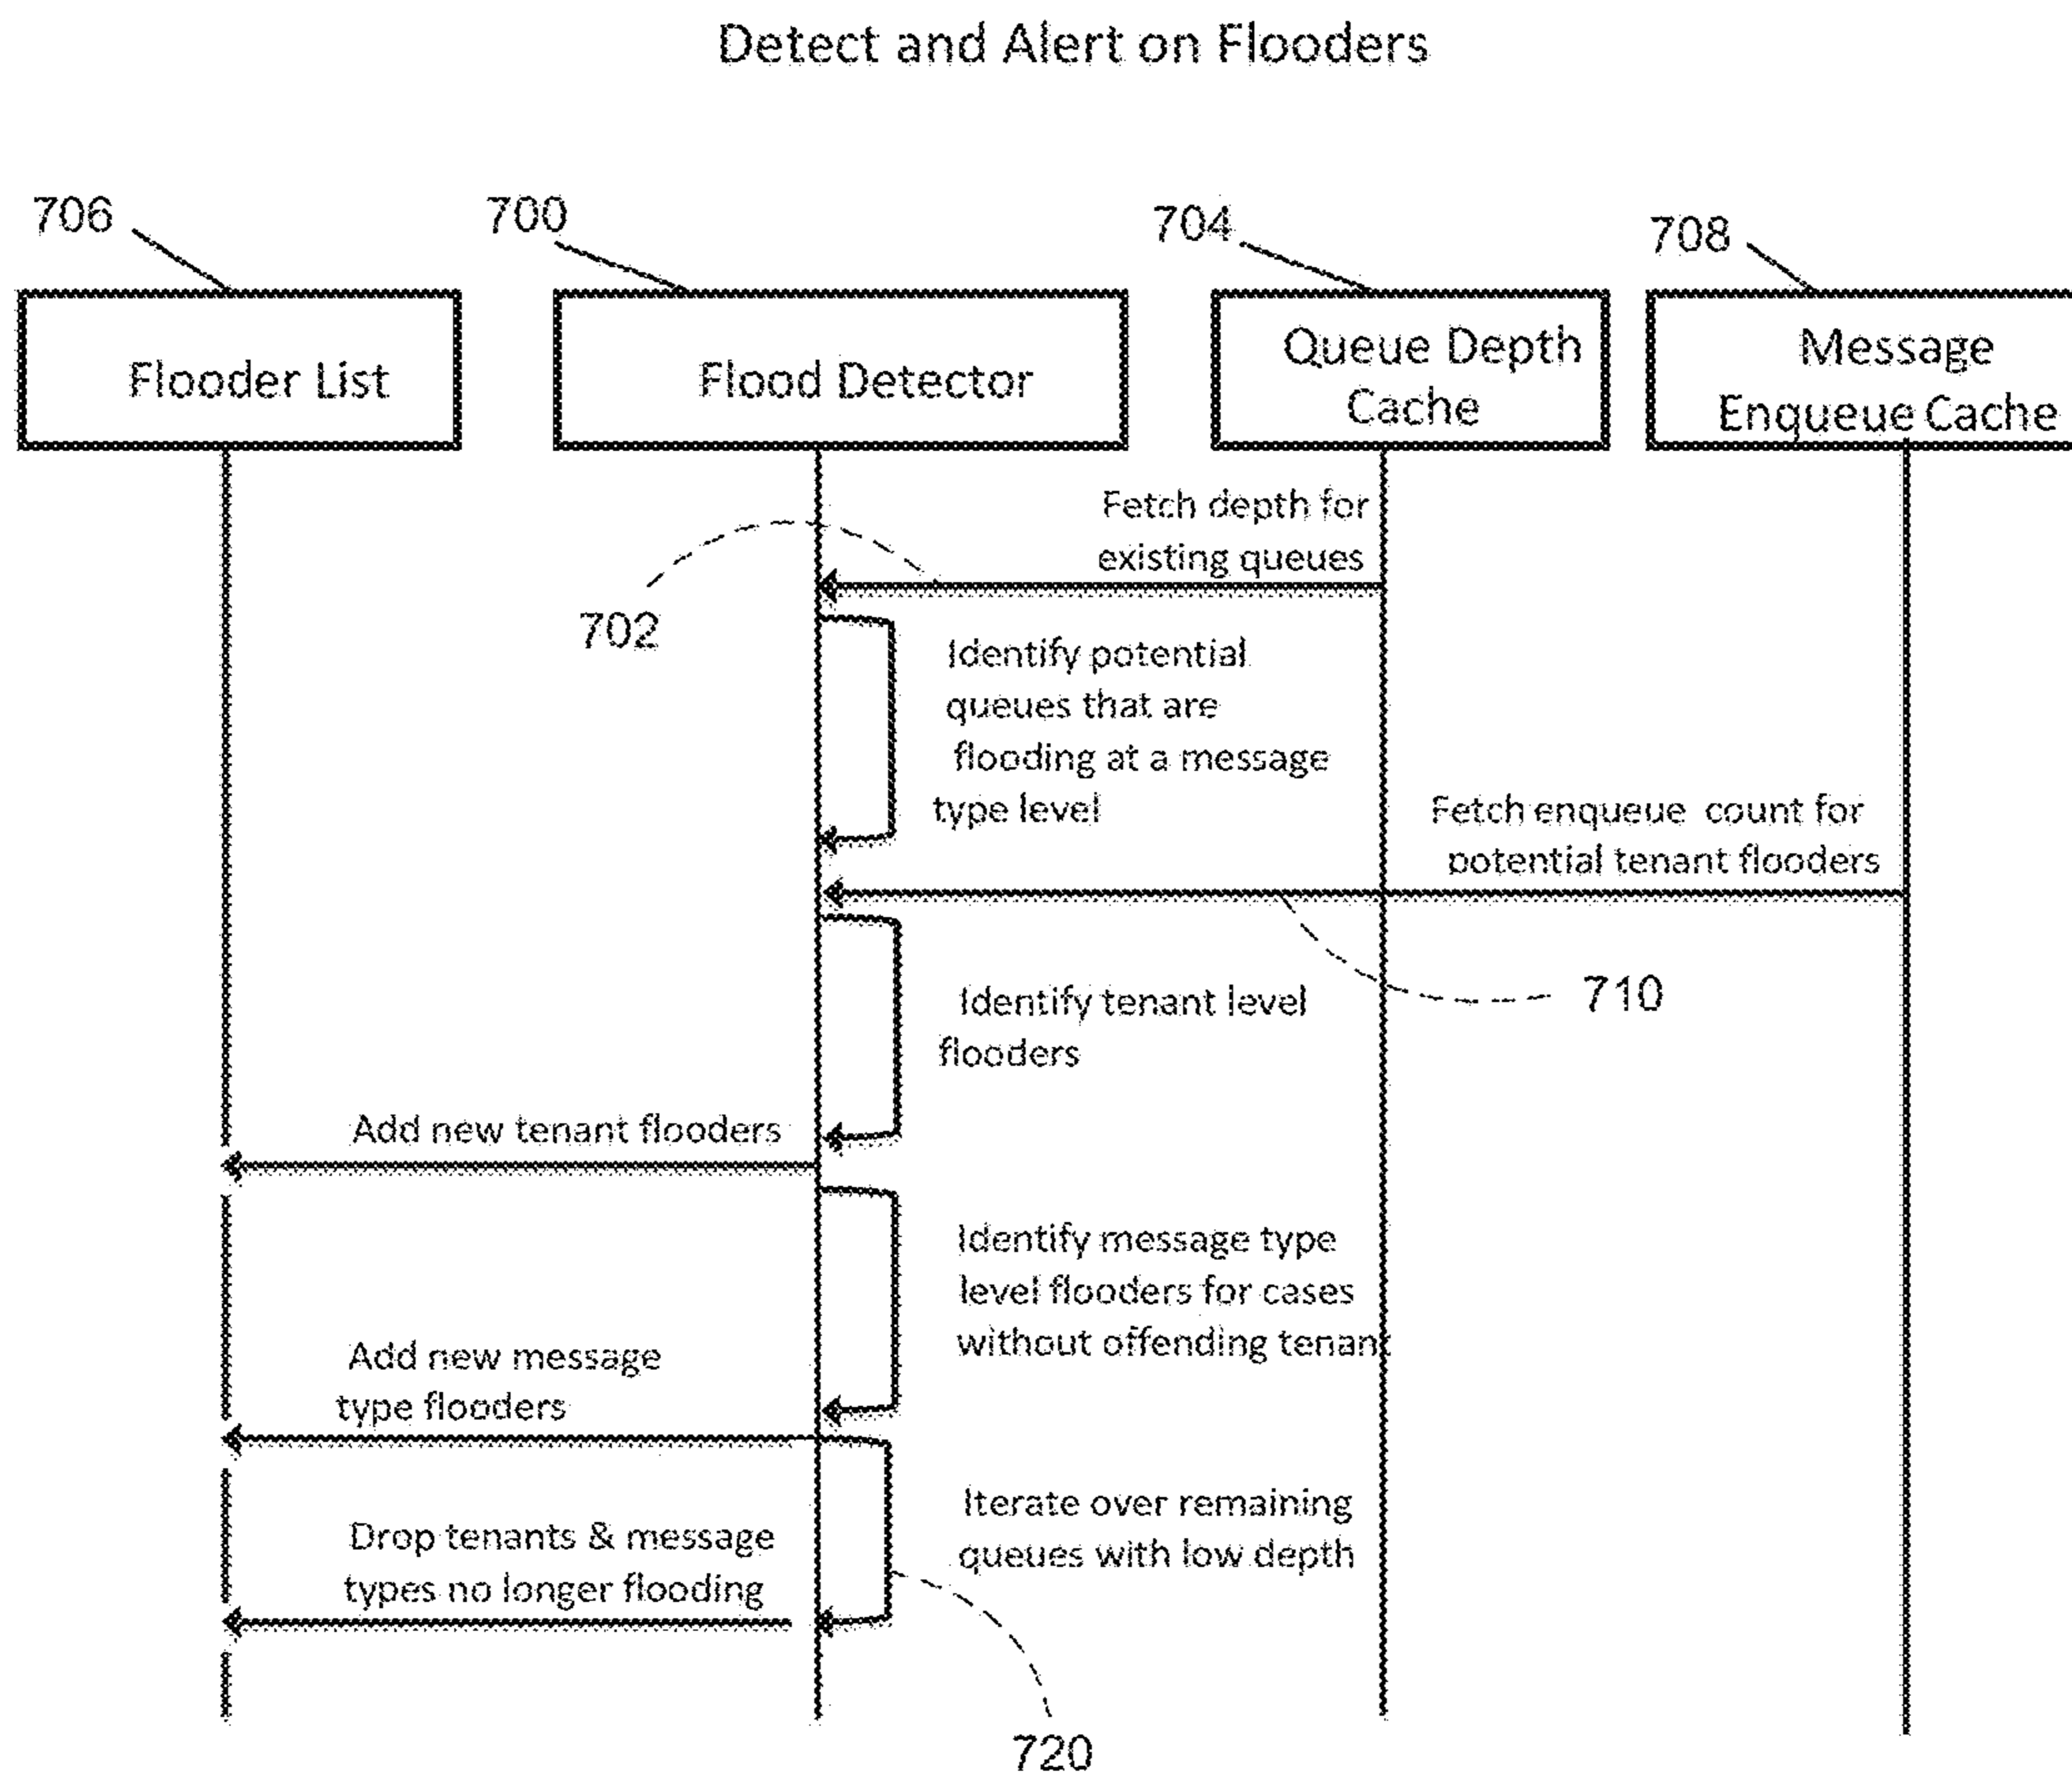 Detect and Alert on Flooders
706
700
704
708
Flooder List
Flood Detector
Queue Depth
Cache
Message
Enqueue Cache
Fetch depth for
existing queues
702
Identify potential
queues that are
flooding at a message
type level
Fetch enqueue count for
potential tenant flooders
710
Identify tenant level
flooders
Add new tenant flooders
Identify message type
level flooders for cases
without offending tenant
Add new message
type flooders
Iterate over remaining
queues with low depth
Drop tenants & message
types no longer flooding
720